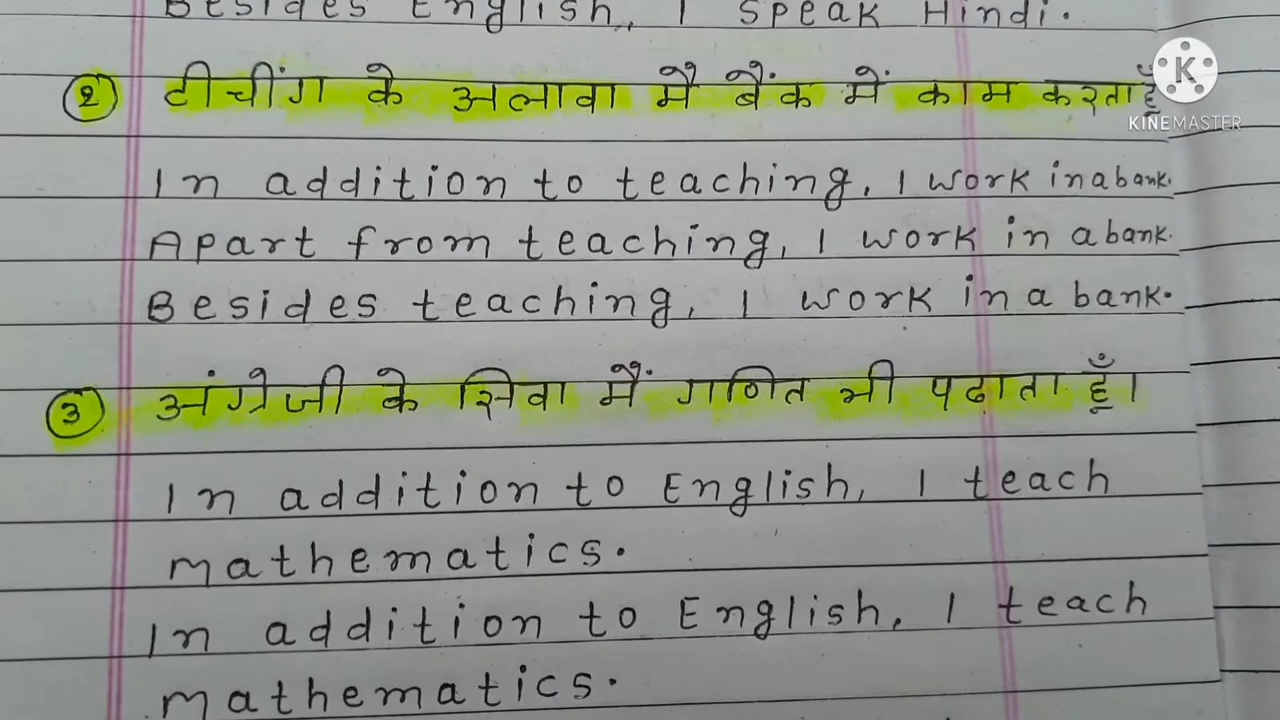 Besides English, I speak Hindi.
२ टीचींग के अलावा मैं बैंक में काम करता हूँ
K
KINEMASTER
In addition to teaching, I work in a bank.
Apart from teaching, I work in a bank.
Besides teaching, I work in a bank.
३ अंग्रेजी के सिवा मैं गणित भी पढाता हूँ।
In addition to English, I teach
mathematics.
In addition to English, I teach
mathematics.